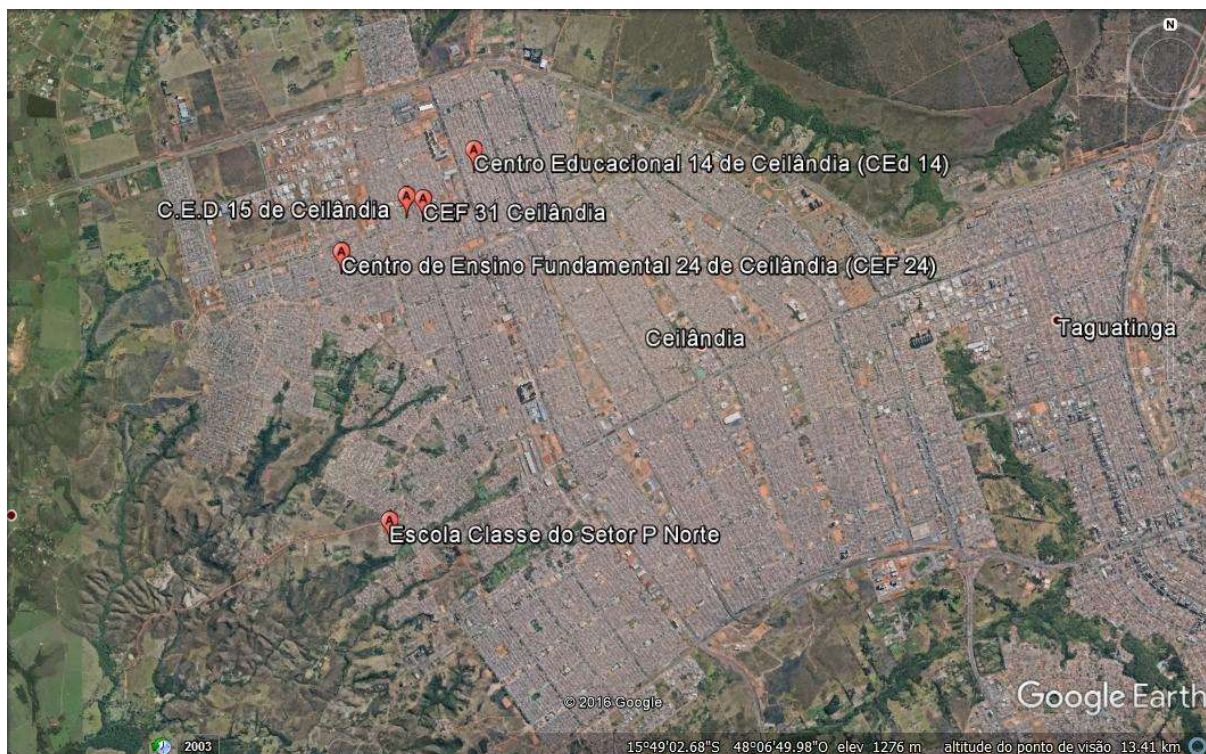 N
Centro Educacional 14 de Ceilândia (CEd 14)
C.E.D 15 de Ceilândia
CEF 31 Ceilândia
Centro de Ensino Fundamental 24 de Ceilândia (CEF 24)
Ceilândia
Taguatinga
Escola Classe do Setor P Norte
© 2016 Google
Google Earth
2003
15°49'02.68"S 48°06'49.98"O elev 1276 m altitude do ponto de visão 13.41 km